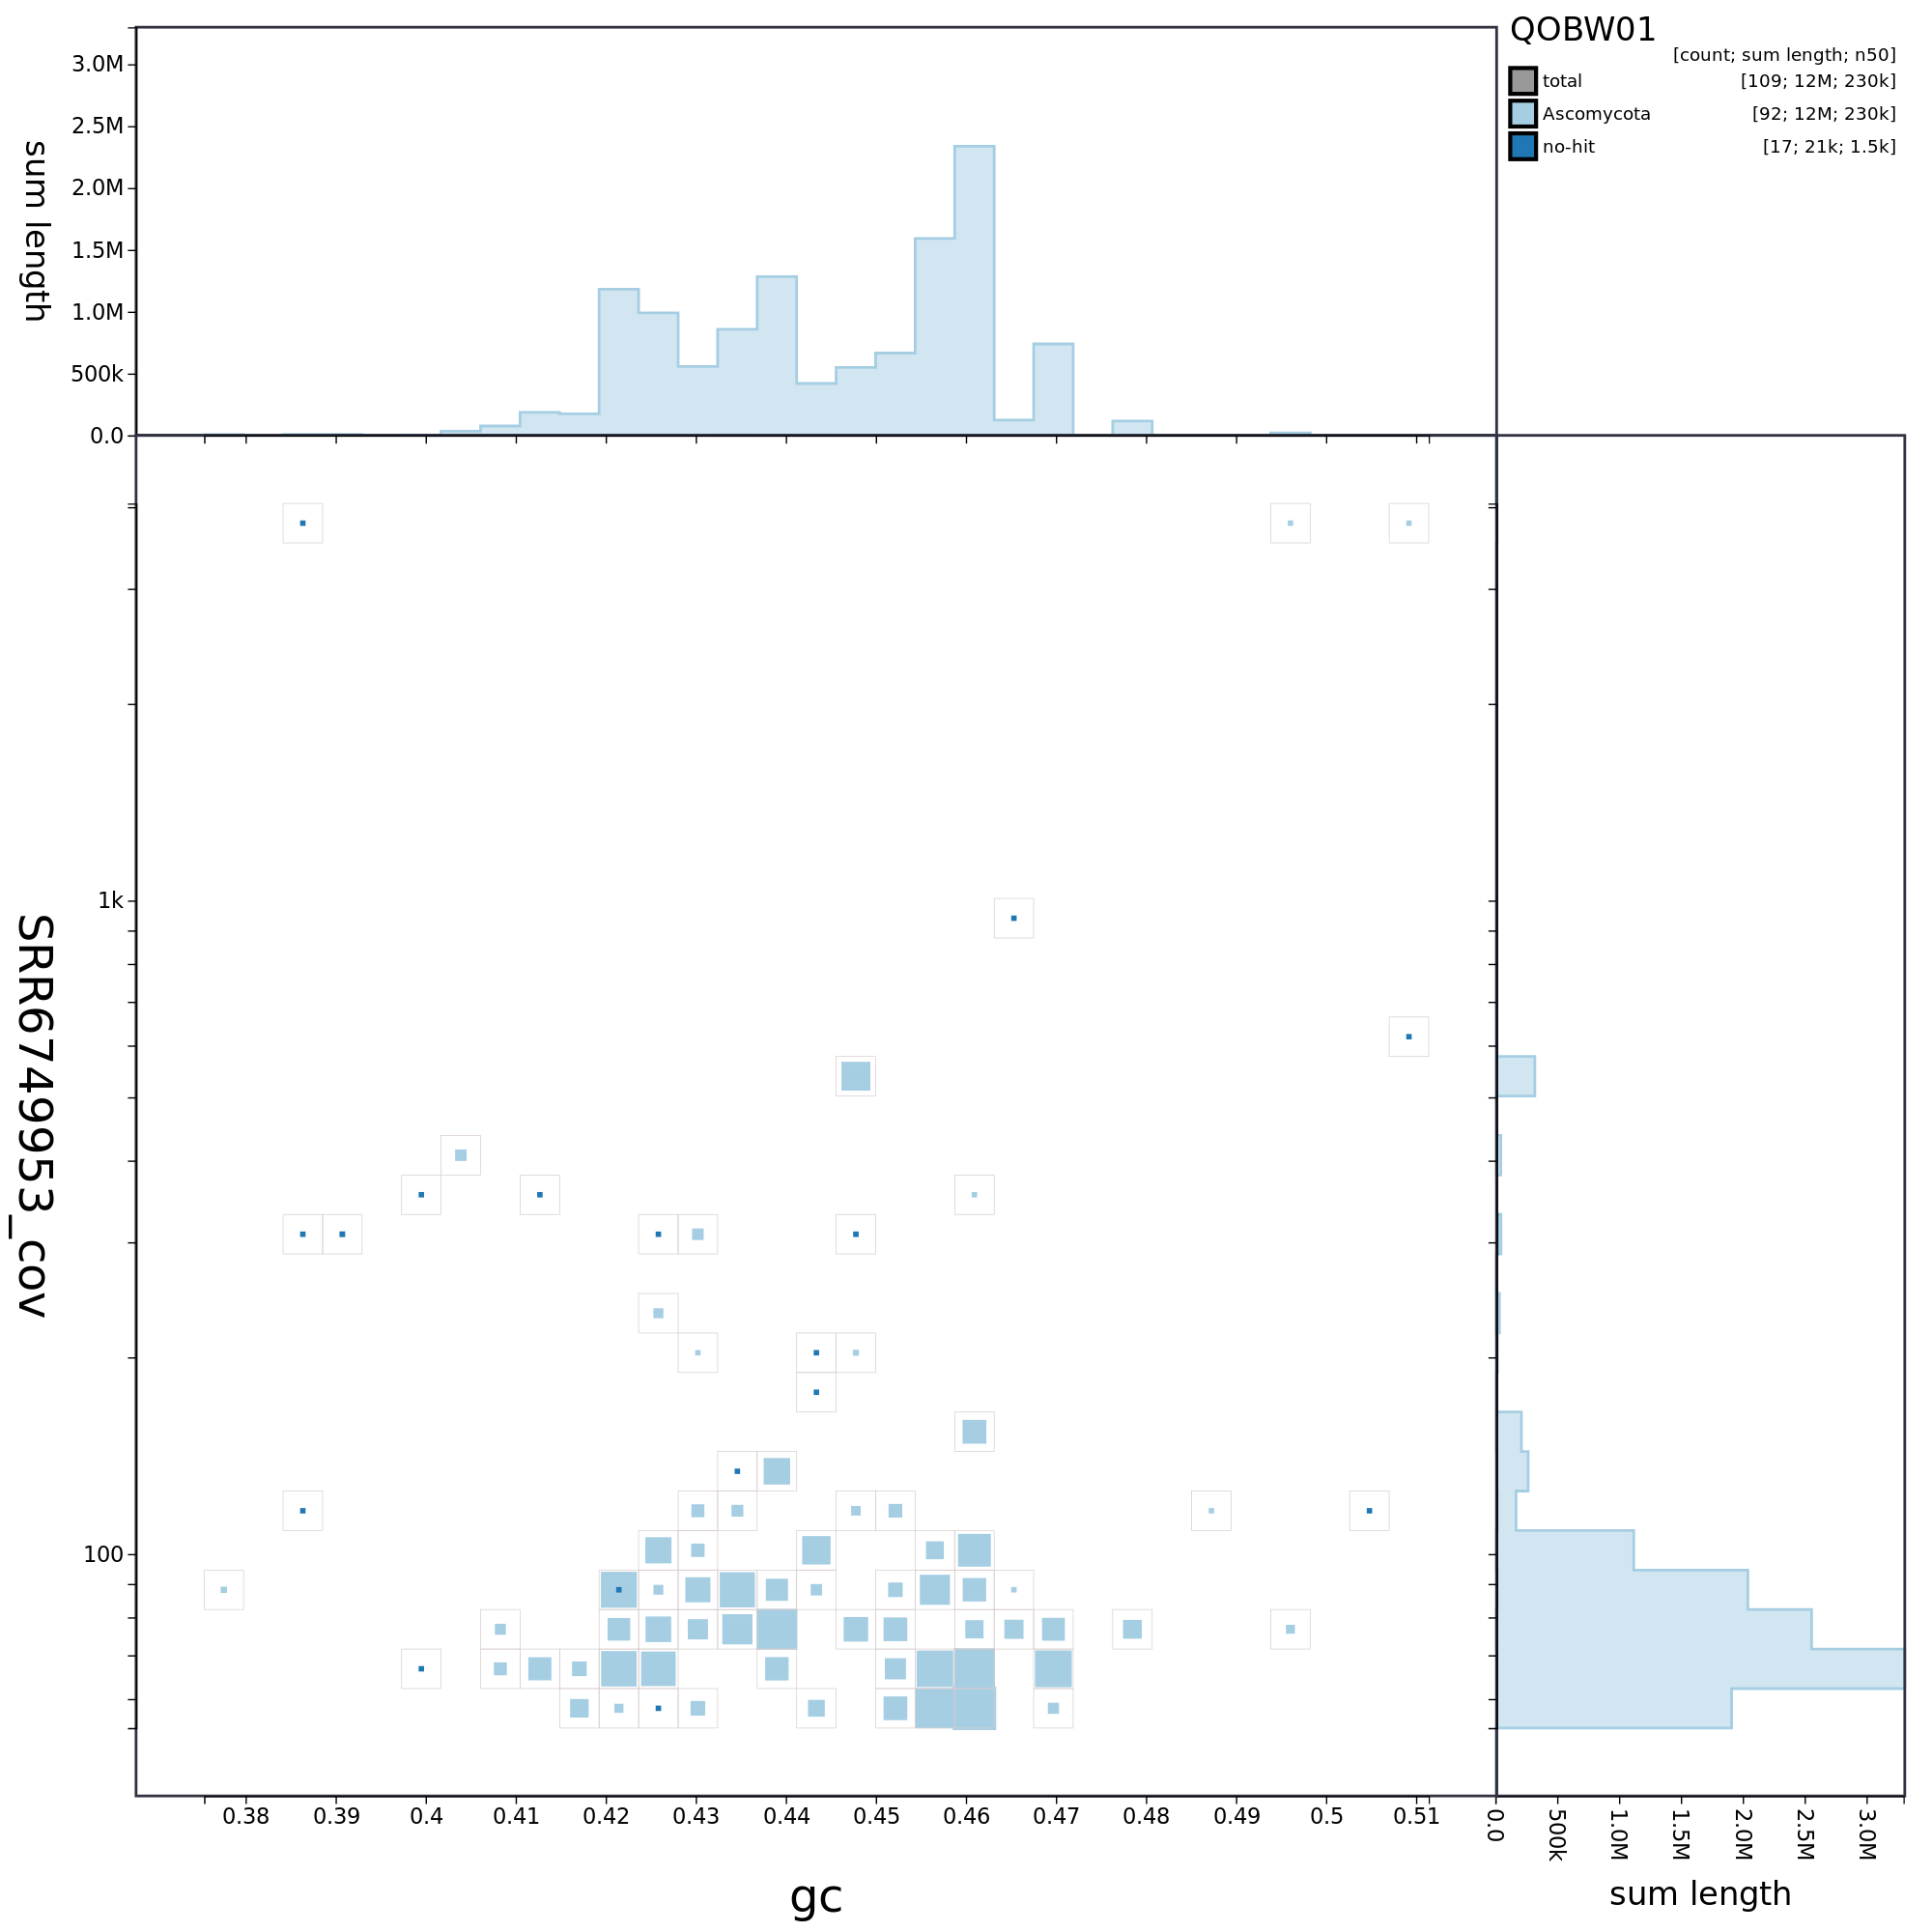 QOBW01
[count; sum length; n50]
total [109; 12M; 230k]
Ascomycota [92; 12M; 230k]
no-hit [17; 21k; 1.5k]
sum length
3.0M
2.5M
2.0M
1.5M
1.0M
500k
0.0
SRR6749953_cov
1k
100
0.38 0.39 0.4 0.41 0.42 0.43 0.44 0.45 0.46 0.47 0.48 0.49 0.5 0.51
gc
0.0 500k 1.0M 1.5M 2.0M 2.5M 3.0M
sum length